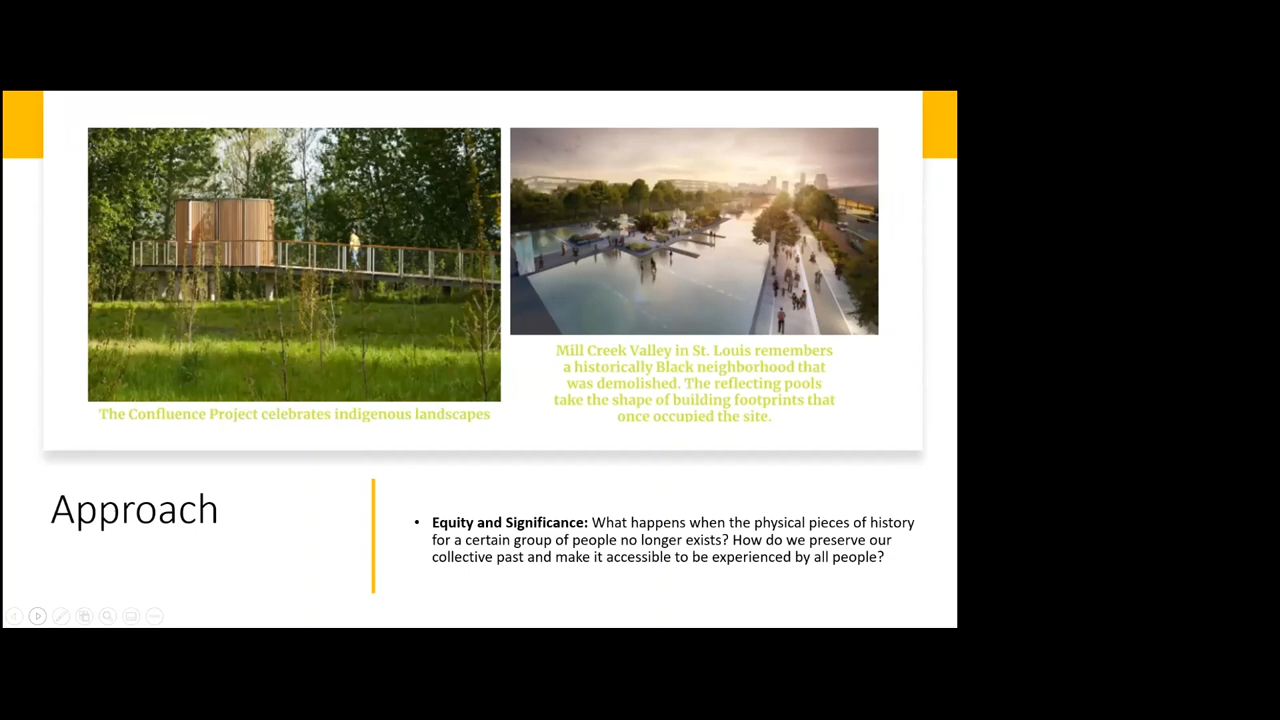 The Confluence Project celebrates indigenous landscapes
Mill Creek Valley in St. Louis remembers
a historically Black neighborhood that
was demolished. The reflecting pools
take the shape of building footprints that
once occupied the site.
Approach
• Equity and Significance: What happens when the physical pieces of history
for a certain group of people no longer exists? How do we preserve our
collective past and make it accessible to be experienced by all people?